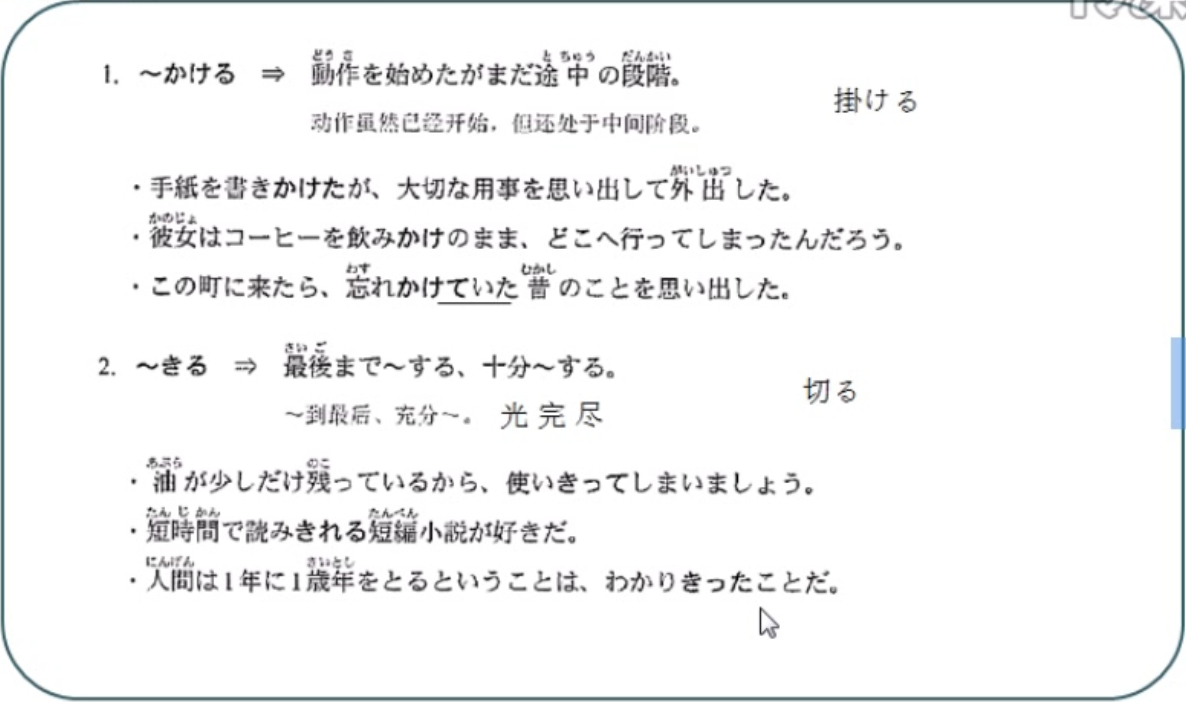 1. ～かける ⇒ 動作を始めたがまだ途中の段階。
掛ける
动作虽然已经开始，但还处于中间阶段。
・手紙を書きかけたが、大切な用事を思い出して外出した。
・彼女はコーヒーを飲みかけのまま、どこへ行ってしまったんだろう。
・この町に来たら、忘れかけていた昔のことを思い出した。
2. ～きる ⇒ 最後まで～する、十分～する。
切る
～到最后、充分～。 光 完 尽
・油が少しだけ残っているから、使いきってしまいましょう。
・短時間で読みきれる短編小説が好きだ。
・人間は1年に1歳年をとるということは、わかりきったことだ。